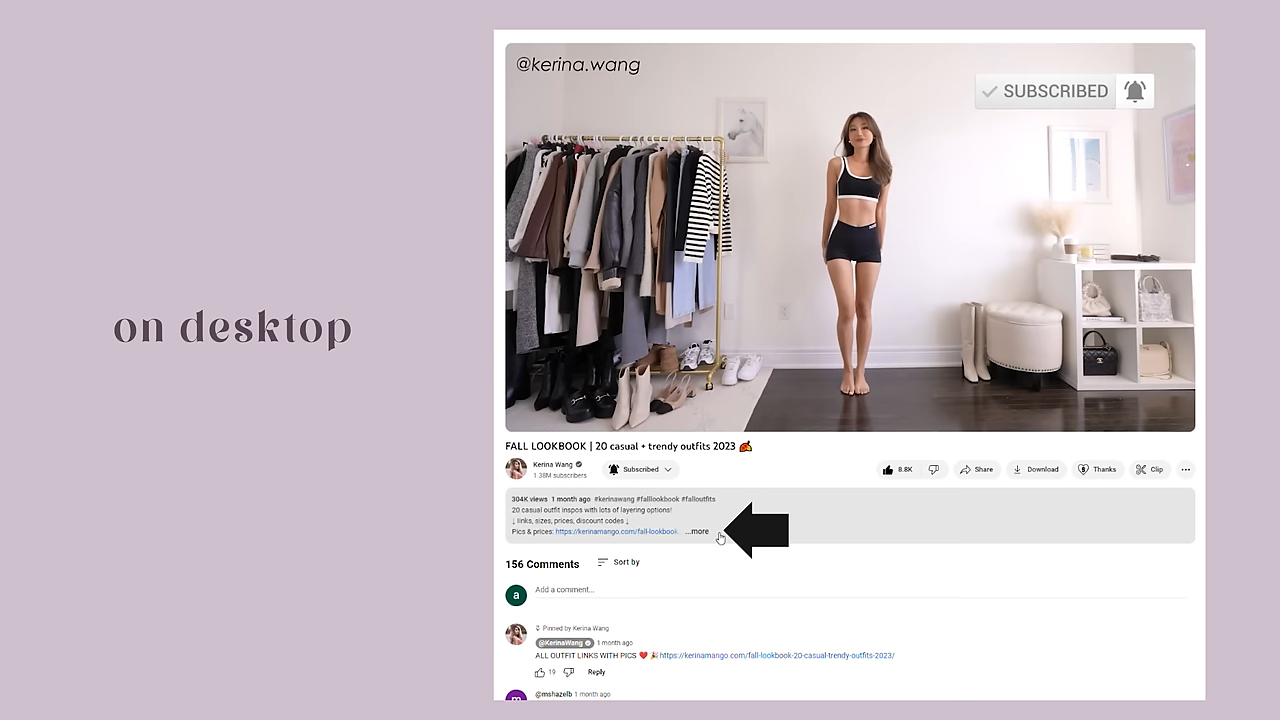 on desktop
@kerina.wang
SUBSCRIBED
FALL LOOKBOOK | 20 casual + trendy outfits 2023 🍂
Kerina Wang
1.38M subscribers
Subscribed
8.8K
Share
Download
Thanks
Clip
304K views 1 month ago #kerinawang #falllookbook #falloutfits
20 casual outfit inspos with lots of layering options!
↓ links, sizes, prices, discount codes ↓
Pics & prices: https://kerinamango.com/fall-lookbook ...more
156 Comments
Sort by
a
Add a comment...
Pinned by Kerina Wang
@KerinaWang 1 month ago
ALL OUTFIT LINKS WITH PICS ❤️ 🎉 https://kerinamango.com/fall-lookbook-20-casual-trendy-outfits-2023/
19
Reply
m
@mshazelb 1 month ago